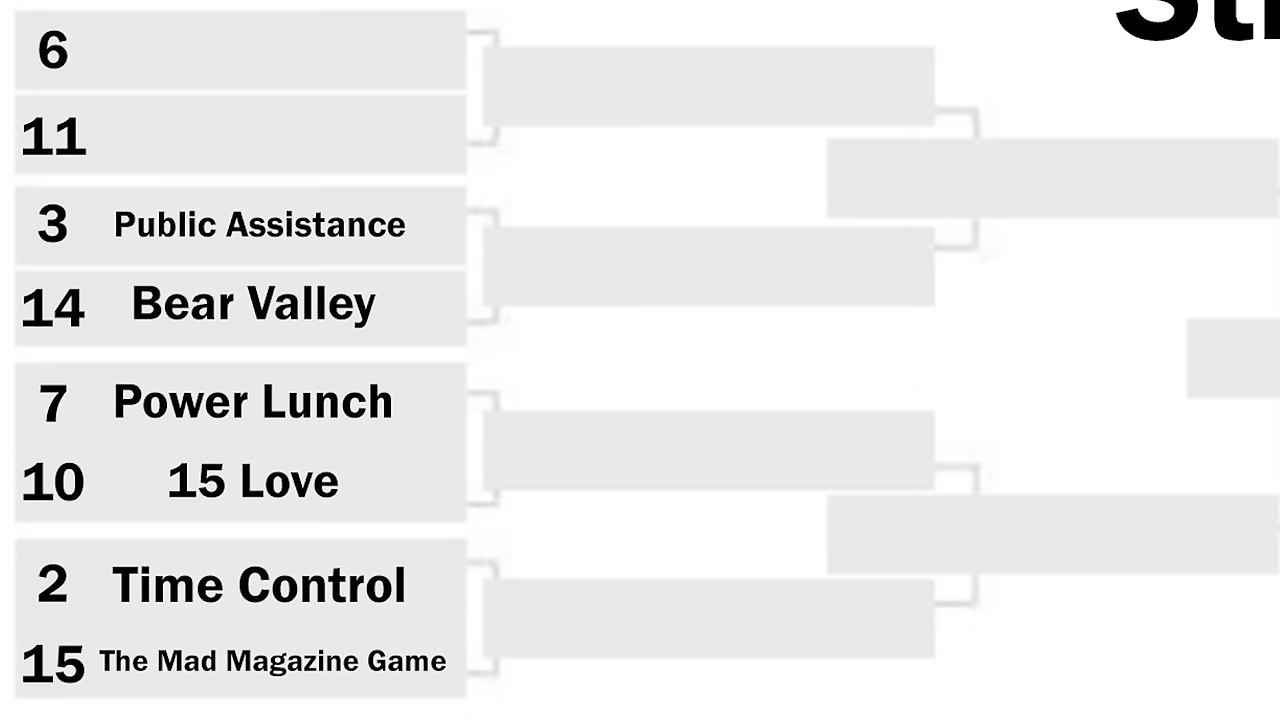 6
11
3 Public Assistance
14 Bear Valley
7 Power Lunch
10 15 Love
2 Time Control
15 The Mad Magazine Game